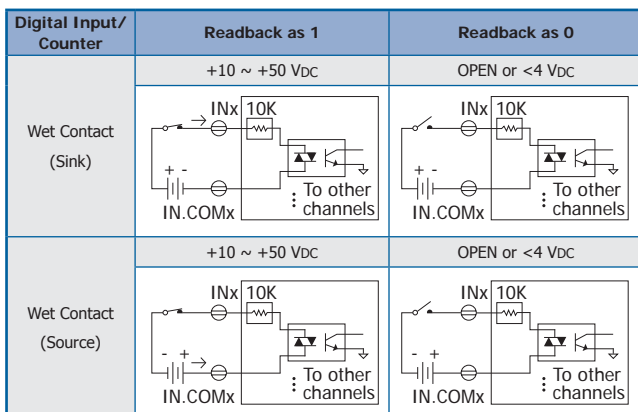 Digital Input/
Counter
Readback as 1
Readback as 0
Wet Contact
(Sink)
+10 ~ +50 VDC
OPEN or <4 VDC
INx 10K
+ -
IN.COMx
To other
channels
INx 10K
+ -
IN.COMx
To other
channels
Wet Contact
(Source)
+10 ~ +50 VDC
OPEN or <4 VDC
INx 10K
- +
IN.COMx
To other
channels
INx 10K
- +
IN.COMx
To other
channels